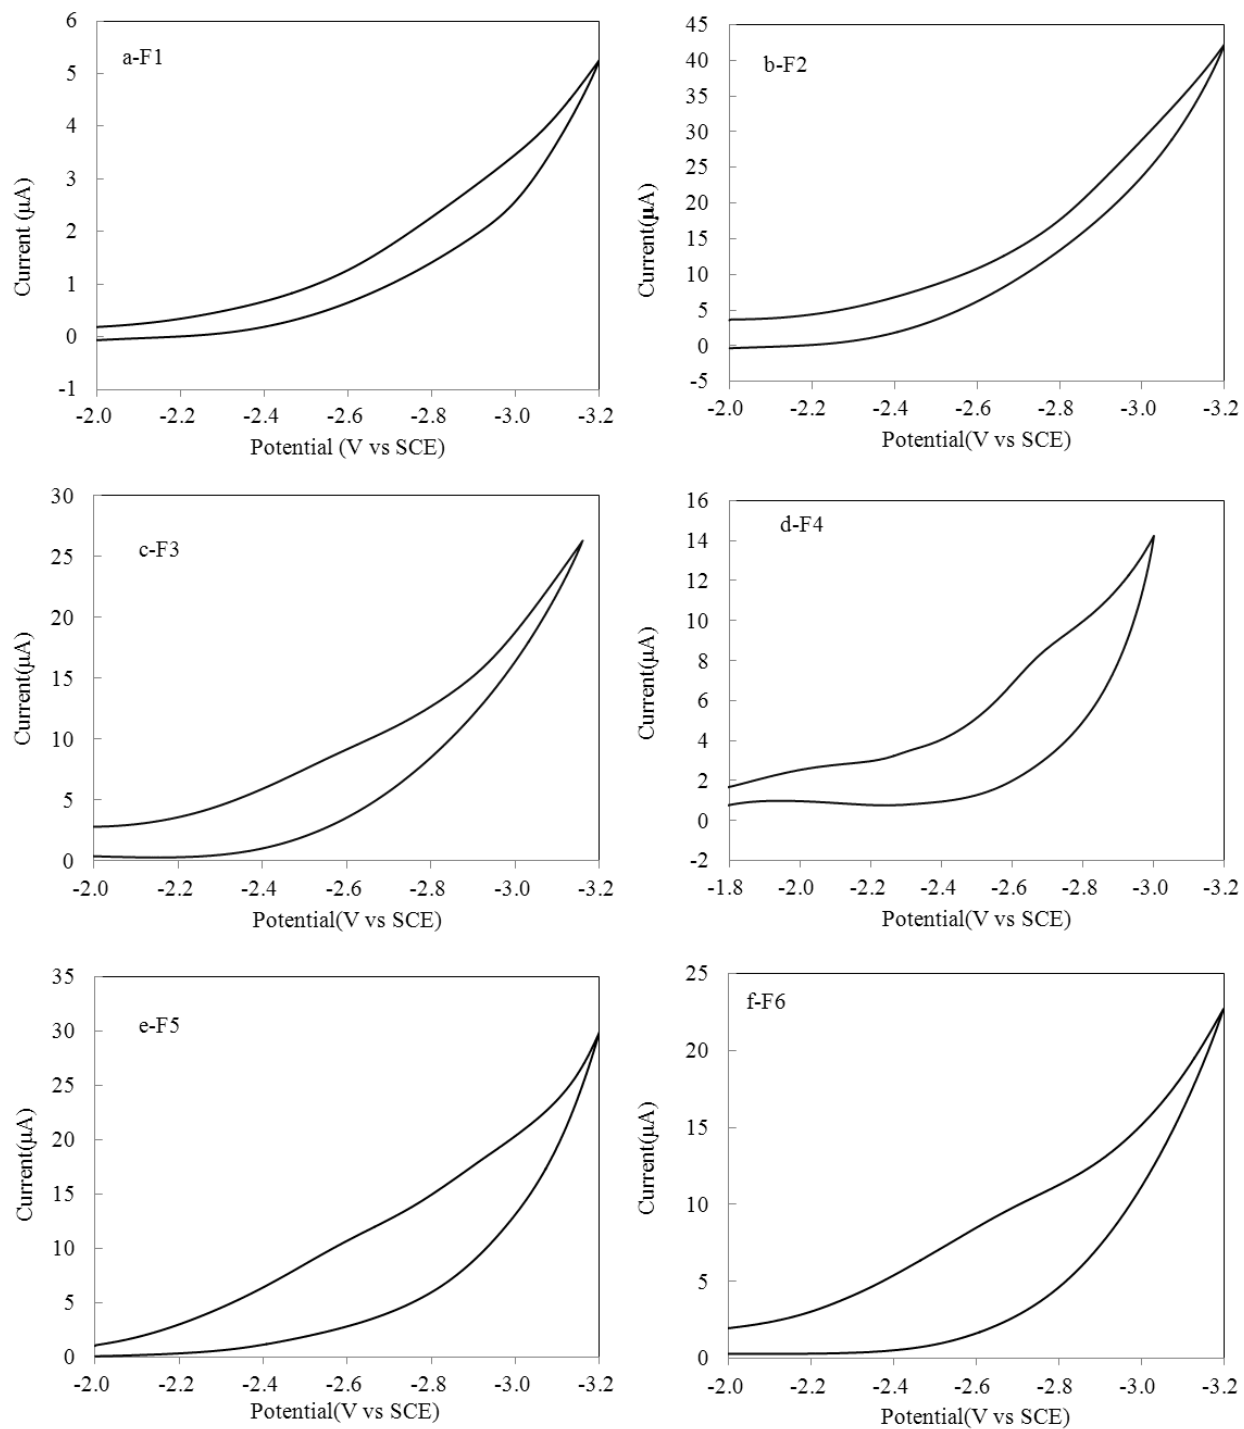 a-F1
6
5
4
3
2
1
0
-1
Current (μA)
-2.0 -2.2 -2.4 -2.6 -2.8 -3.0 -3.2
Potential (V vs SCE)
b-F2
45
40
35
30
25
20
15
10
5
0
-5
Current(μA)
-2.0 -2.2 -2.4 -2.6 -2.8 -3.0 -3.2
Potential(V vs SCE)
c-F3
30
25
20
15
10
5
0
Current(μA)
-2.0 -2.2 -2.4 -2.6 -2.8 -3.0 -3.2
Potential(V vs SCE)
d-F4
16
14
12
10
8
6
4
2
0
-2
Current(μA)
-1.8 -2.0 -2.2 -2.4 -2.6 -2.8 -3.0 -3.2
Potential(V vs SCE)
e-F5
35
30
25
20
15
10
5
0
Current(μA)
-2.0 -2.2 -2.4 -2.6 -2.8 -3.0 -3.2
Potential(V vs SCE)
f-F6
25
20
15
10
5
0
Current(μA)
-2.0 -2.2 -2.4 -2.6 -2.8 -3.0 -3.2
Potential(V vs SCE)